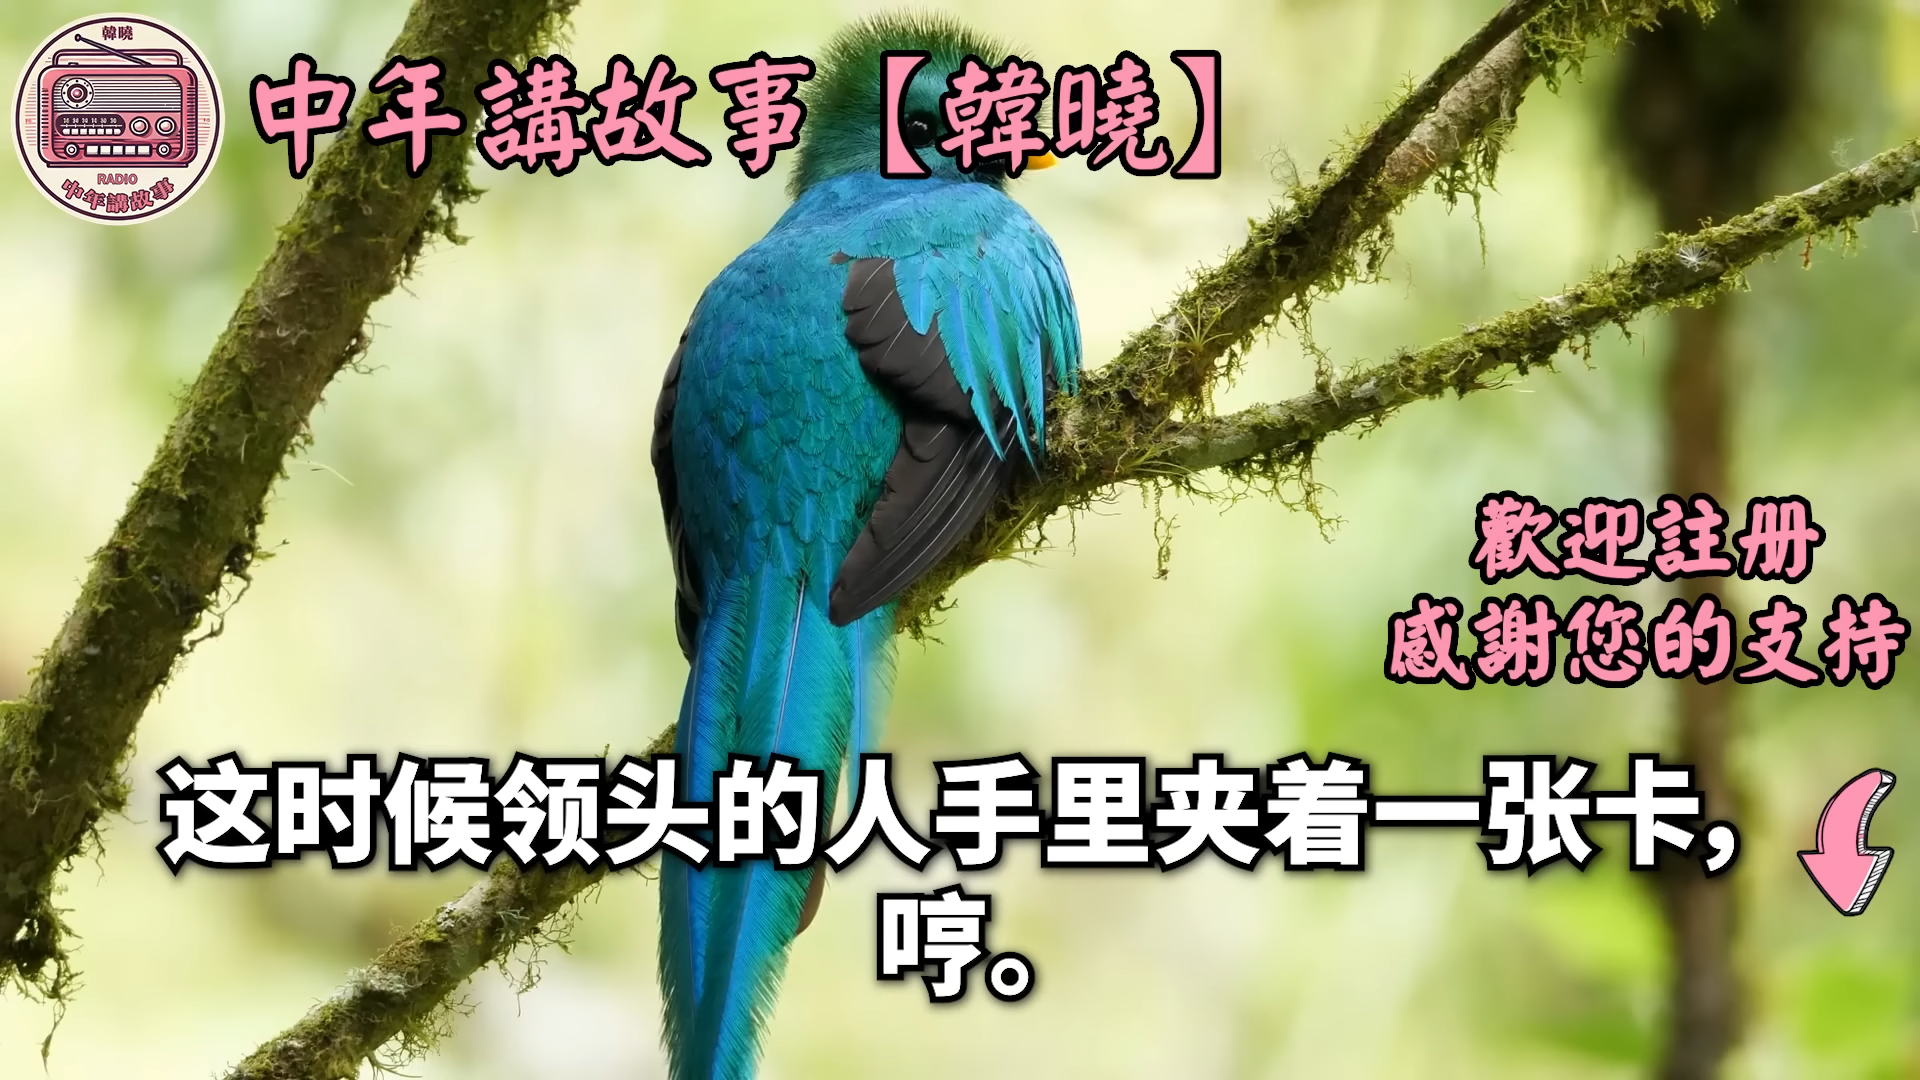 韓曉
RADIO
中年講故事
中年講故事【韓曉】
歡迎註册
感謝您的支持
这时候领头的人手里夹着一张卡，
哼。